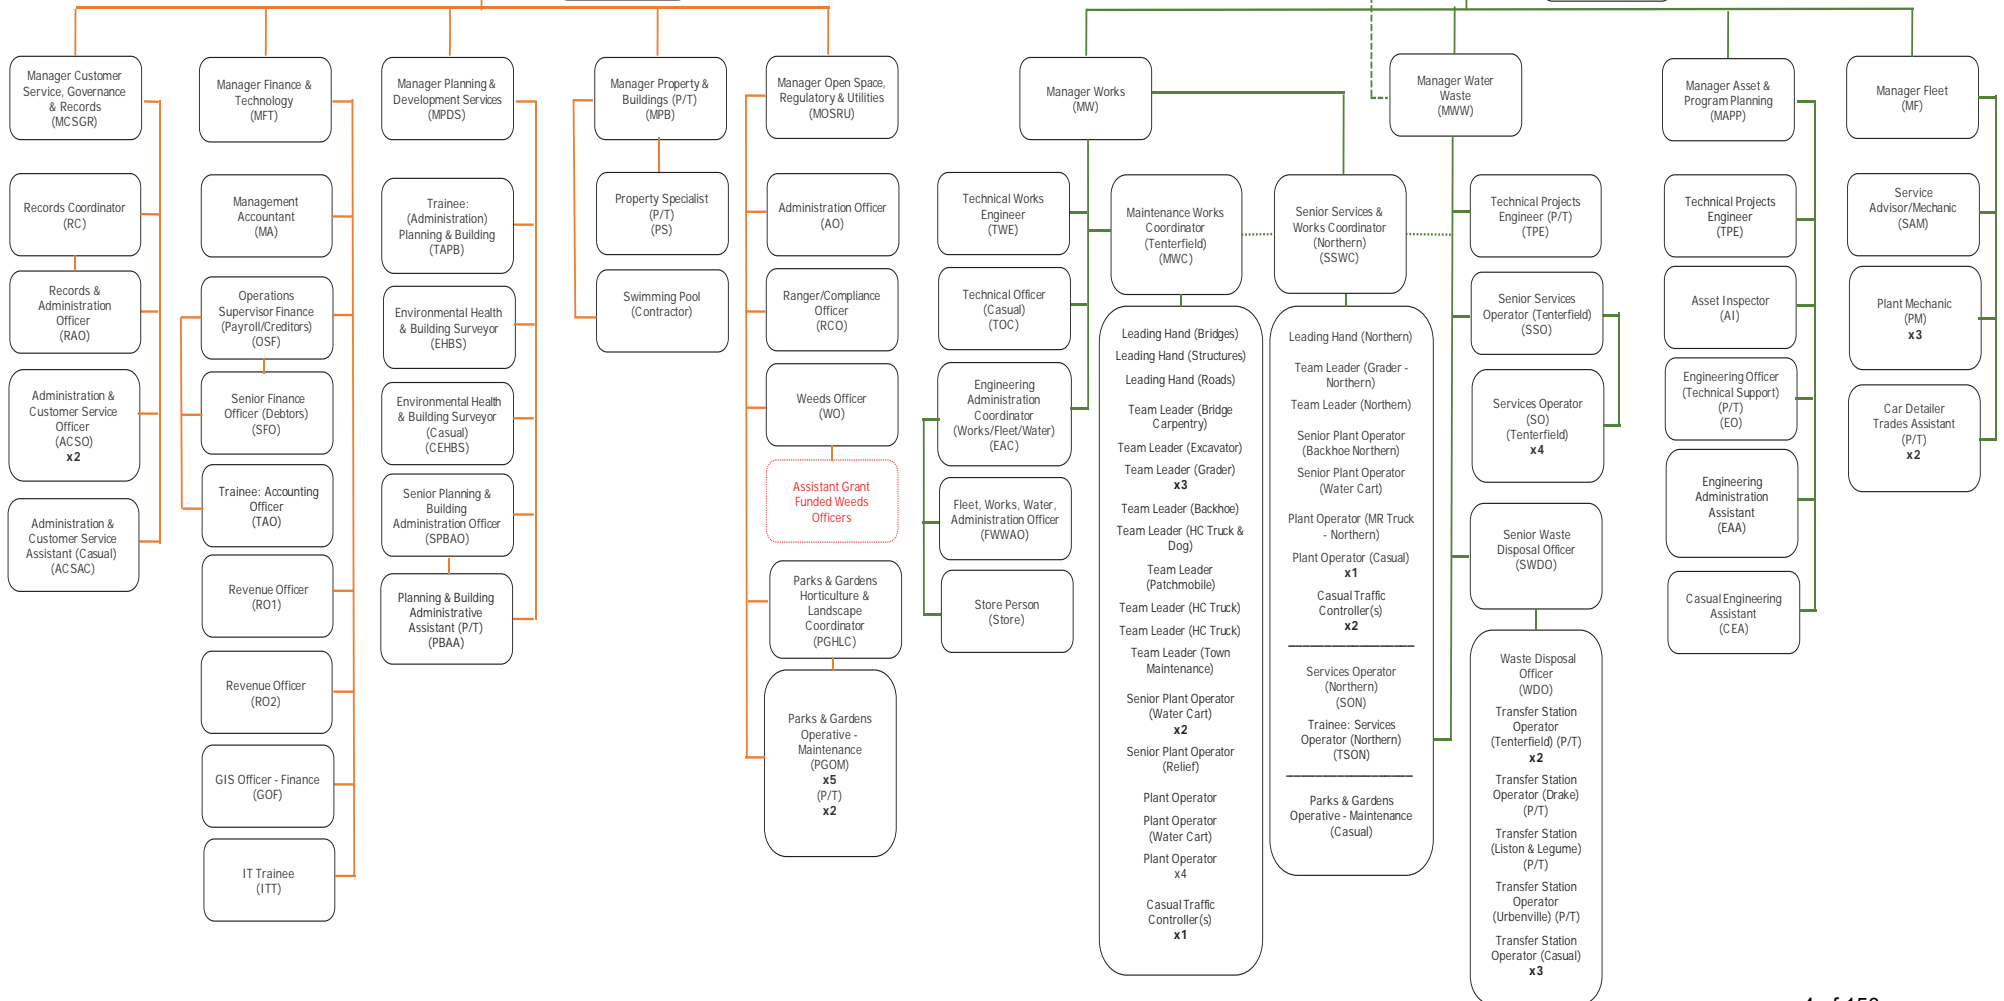 Manager Customer
Service, Governance
& Records
(MCSGR)
Records Coordinator
(RC)
Records &
Administration
Officer
(RAO)
Administration &
Customer Service
Officer
(ACSO)
x2
Administration &
Customer Service
Assistant (Casual)
(ACSAC)
Manager Finance &
Technology
(MFT)
Management
Accountant
(MA)
Operations
Supervisor Finance
(Payroll/Creditors)
(OSF)
Senior Finance
Officer (Debtors)
(SFO)
Trainee: Accounting
Officer
(TAO)
Revenue Officer
(RO1)
Revenue Officer
(RO2)
GIS Officer - Finance
(GOF)
IT Trainee
(ITT)
Manager Planning &
Development Services
(MPDS)
Trainee:
(Administration)
Planning & Building
(TAPB)
Environmental Health
& Building Surveyor
(EHBS)
Environmental Health
& Building Surveyor
(Casual)
(CEHBS)
Senior Planning &
Building
Administration Officer
(SPBAO)
Planning & Building
Administrative
Assistant (P/T)
(PBAA)
Manager Property &
Buildings (P/T)
(MPB)
Property Specialist
(P/T)
(PS)
Swimming Pool
(Contractor)
Manager Open Space,
Regulatory & Utilities
(MOSRU)
Administration Officer
(AO)
Ranger/Compliance
Officer
(RCO)
Weeds Officer
(WO)
Assistant Grant
Funded Weeds
Officers
Parks & Gardens
Horticulture &
Landscape
Coordinator
(PGHLC)
Parks & Gardens
Operative -
Maintenance
(PGOM)
x5
(P/T)
x2
Manager Works
(MW)
Technical Works
Engineer
(TWE)
Technical Officer
(Casual)
(TOC)
Engineering
Administration
Coordinator
(Works/Fleet/Water)
(EAC)
Fleet, Works, Water,
Administration Officer
(FWWAO)
Store Person
(Store)
Maintenance Works
Coordinator
(Tenterfield)
(MWC)
Leading Hand (Bridges)
Leading Hand (Structures)
Leading Hand (Roads)
Team Leader (Bridge
Carpentry)
Team Leader (Excavator)
Team Leader (Grader)
x3
Team Leader (Backhoe)
Team Leader (HC Truck &
Dog)
Team Leader
(Patchmobile)
Team Leader (HC Truck)
Team Leader (HC Truck)
Team Leader (Town
Maintenance)
Senior Plant Operator
(Water Cart)
x2
Senior Plant Operator
(Relief)
Plant Operator
Plant Operator
(Water Cart)
Plant Operator
x4
Casual Traffic
Controller(s)
x1
Senior Services &
Works Coordinator
(Northern)
(SSWC)
Leading Hand (Northern)
Team Leader (Grader -
Northern)
Team Leader (Northern)
Senior Plant Operator
(Backhoe Northern)
Senior Plant Operator
(Water Cart)
Plant Operator (MR Truck
- Northern)
Plant Operator (Casual)
x1
Casual Traffic
Controller(s)
x2
Services Operator
(Northern)
(SON)
Trainee: Services
Operator (Northern)
(TSON)
Parks & Gardens
Operative - Maintenance
(Casual)
Manager Water
Waste
(MWW)
Technical Projects
Engineer (P/T)
(TPE)
Senior Services
Operator (Tenterfield)
(SSO)
Services Operator
(SO)
(Tenterfield)
x4
Senior Waste
Disposal Officer
(SWDO)
Waste Disposal
Officer
(WDO)
Transfer Station
Operator
(Tenterfield) (P/T)
x2
Transfer Station
Operator (Drake)
(P/T)
Transfer Station
(Liston & Legume)
(P/T)
Transfer Station
Operator
(Urbenville) (P/T)
Transfer Station
Operator (Casual)
x3
Manager Asset &
Program Planning
(MAPP)
Technical Projects
Engineer
(TPE)
Asset Inspector
(AI)
Engineering Officer
(Technical Support)
(P/T)
(EO)
Engineering
Administration
Assistant
(EAA)
Casual Engineering
Assistant
(CEA)
Manager Fleet
(MF)
Service
Advisor/Mechanic
(SAM)
Plant Mechanic
(PM)
x3
Car Detailer
Trades Assistant
(P/T)
x2